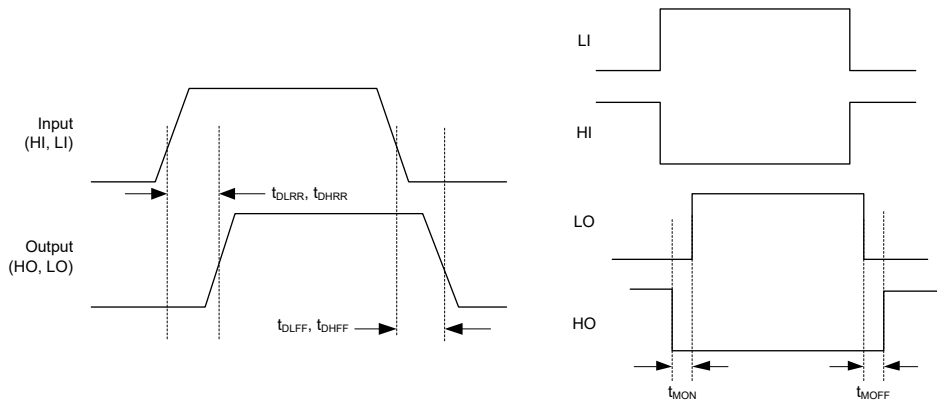 Input
(HI, LI)
tDLRR, tDHRR
Output
(HO, LO)
tDLFF, tDHFF
LI
HI
LO
HO
tMON
tMOFF